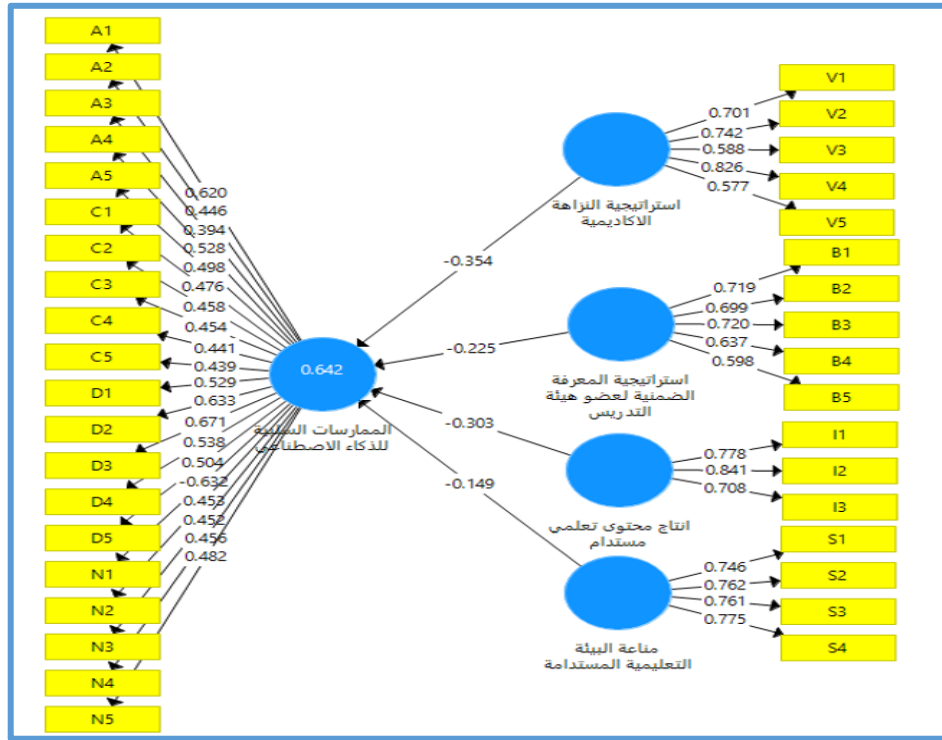 A1
A2
A3
A4
A5
C1
C2
C3
C4
C5
D1
D2
D3
D4
D5
N1
N2
N3
N4
N5
0.620
0.446
0.394
0.528
0.498
0.476
0.458
0.454
0.441
0.439
0.529
0.633
0.671
0.538
0.504
-0.632
0.453
0.452
0.456
0.482
0.642
الممارسات السلبية
للذكاء الاصطناعي
-0.354
-0.225
-0.303
-0.149
استراتيجية النزاهة
الاكاديمية
0.701
0.742
0.588
0.826
0.577
V1
V2
V3
V4
V5
استراتيجية المعرفة
الضمنية لعضو هيئة
التدريس
0.719
0.699
0.720
0.637
0.598
B1
B2
B3
B4
B5
انتاج محتوى تعلمي
مستدام
0.778
0.841
0.708
I1
I2
I3
مناعة البيئة
التعليمية المستدامة
0.746
0.762
0.761
0.775
S1
S2
S3
S4